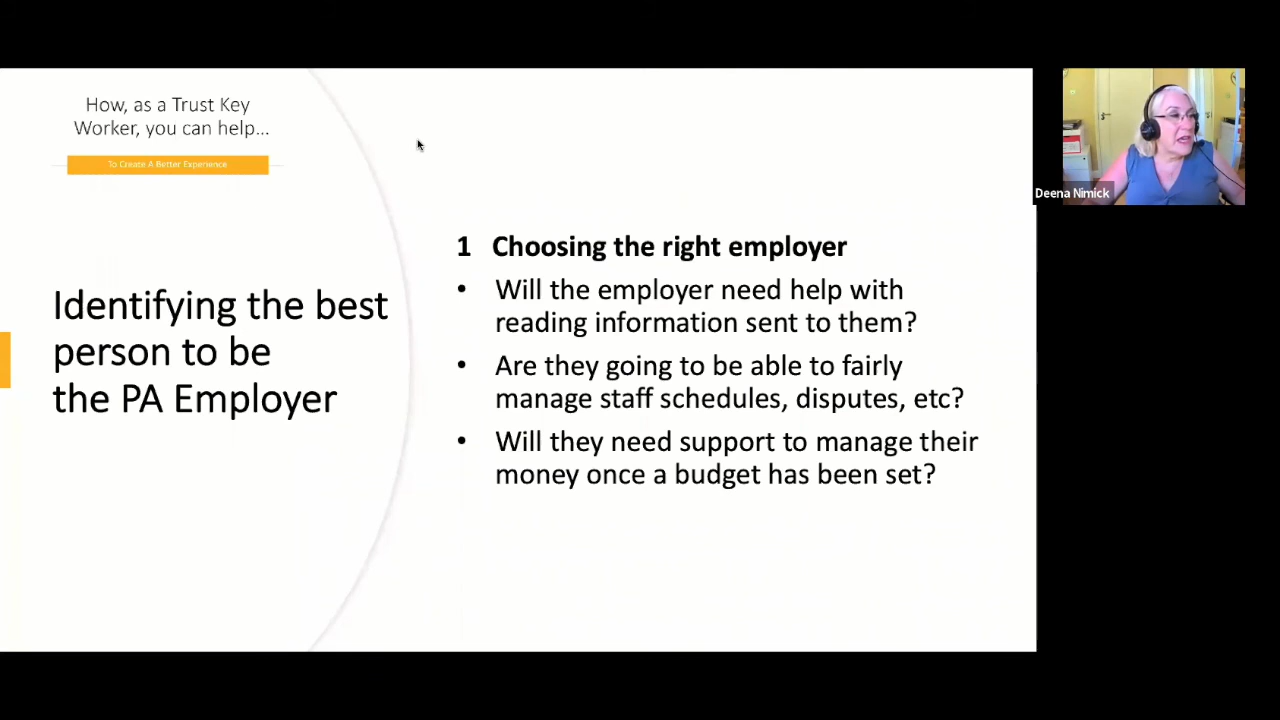 How, as a Trust Key
Worker, you can help...
To Create A Better Experience
Identifying the best
person to be
the PA Employer
1 Choosing the right employer
• Will the employer need help with
reading information sent to them?
• Are they going to be able to fairly
manage staff schedules, disputes, etc?
• Will they need support to manage their
money once a budget has been set?
Deena Nimick